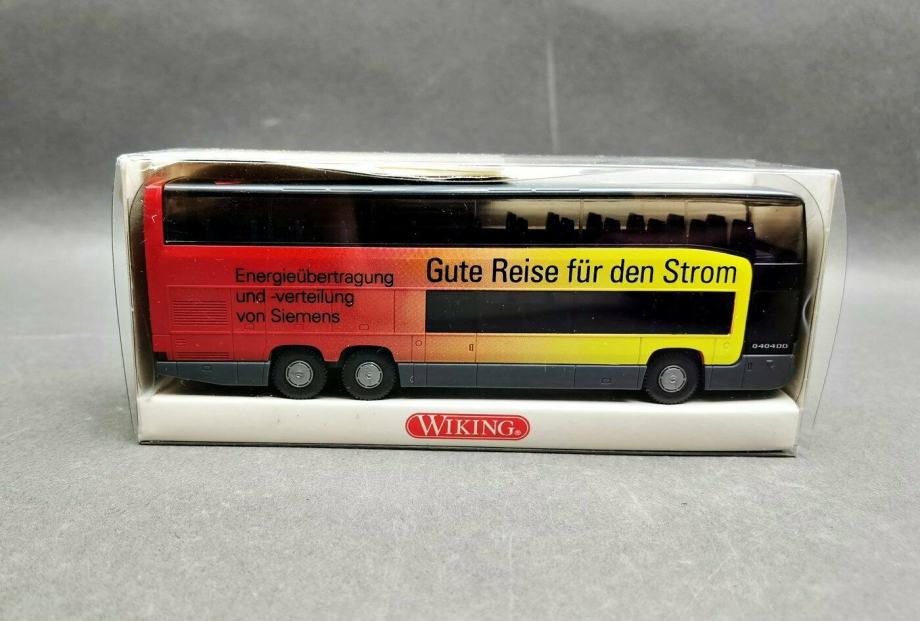 Energieübertragung
und -verteilung
von Siemens
Gute Reise für den Strom
O404DD
WIKING®